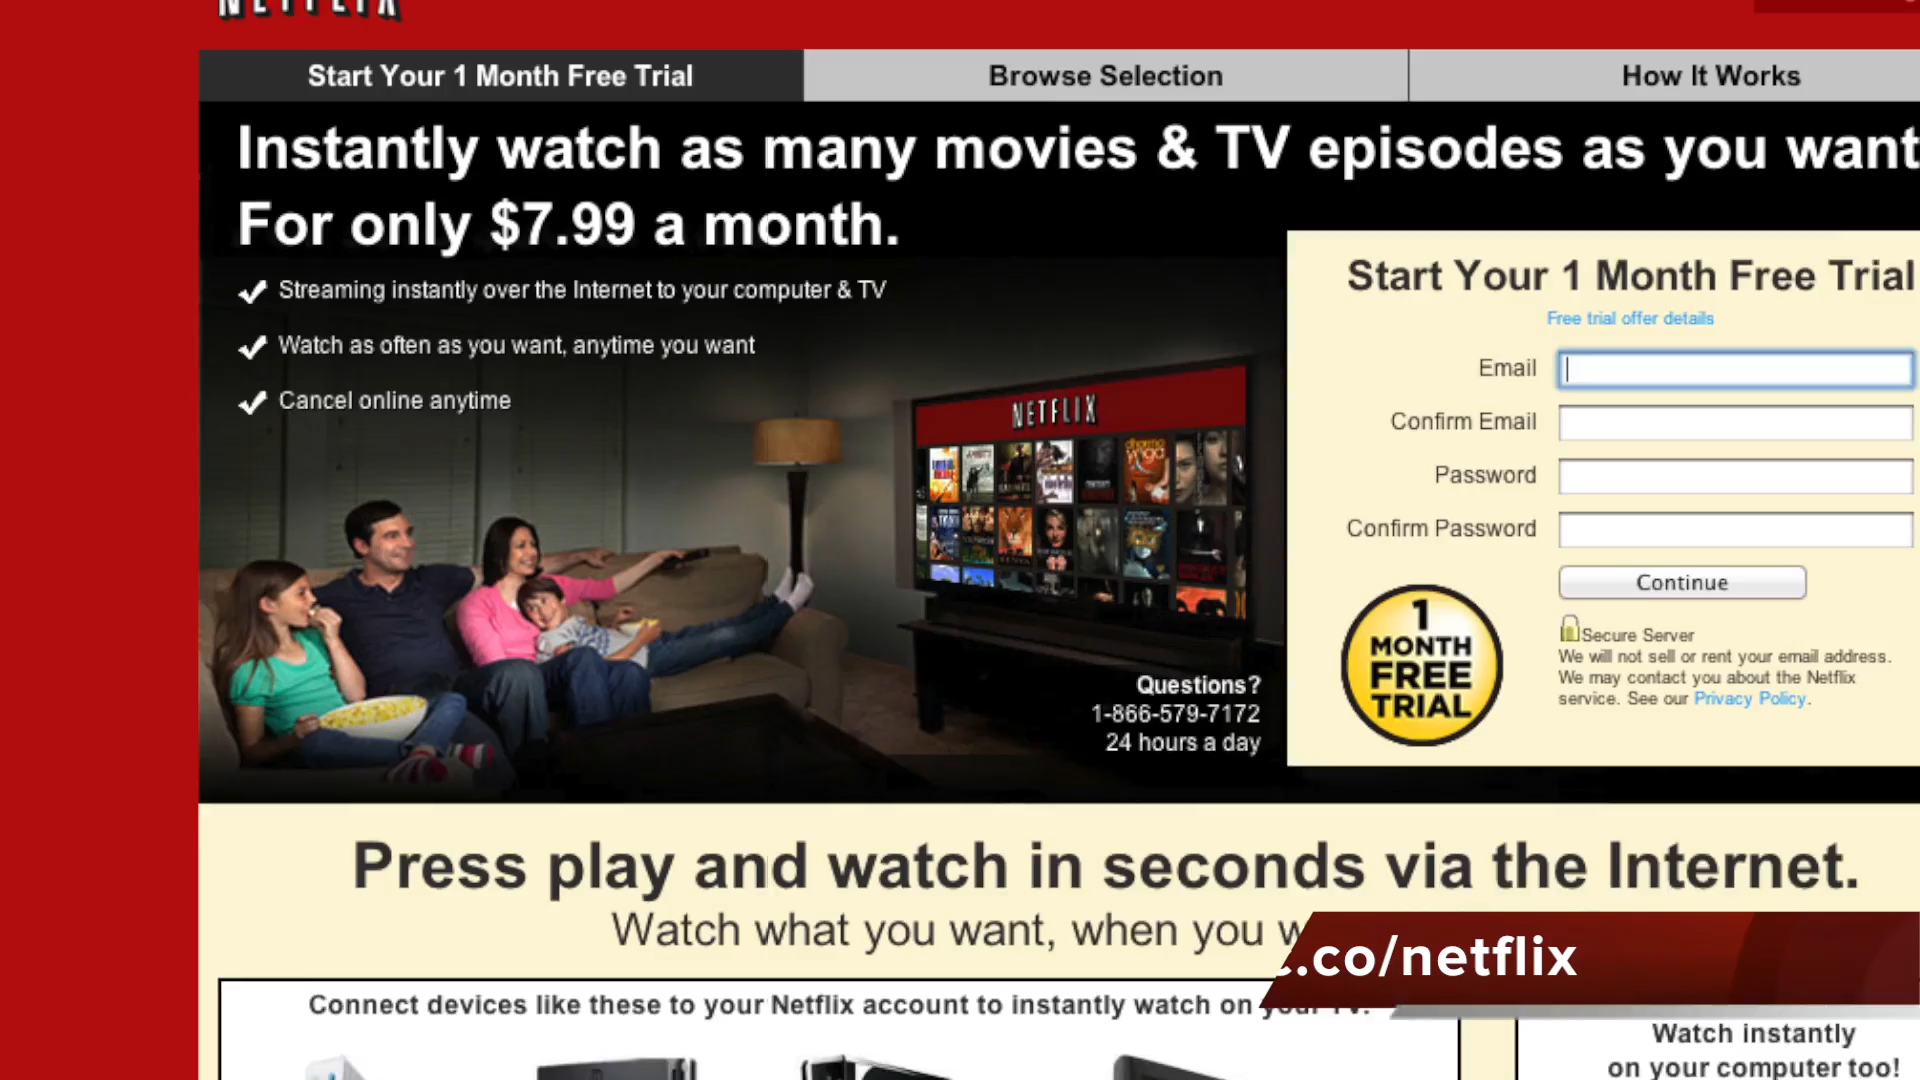 NETFLIX
Start Your 1 Month Free Trial
Browse Selection
How It Works
Instantly watch as many movies & TV episodes as you want
For only $7.99 a month.
Streaming instantly over the Internet to your computer & TV
Watch as often as you want, anytime you want
Cancel online anytime
NETFLIX
Questions?
1-866-579-7172
24 hours a day
Start Your 1 Month Free Trial
Free trial offer details
Email
Confirm Email
Password
Confirm Password
Continue
1
MONTH
FREE
TRIAL
Secure Server
We will not sell or rent your email address.
We may contact you about the Netflix
service. See our Privacy Policy.
Press play and watch in seconds via the Internet.
Watch what you want, when you
.co/netflix
Connect devices like these to your Netflix account to instantly watch on your TV.
Watch instantly
on your computer too!